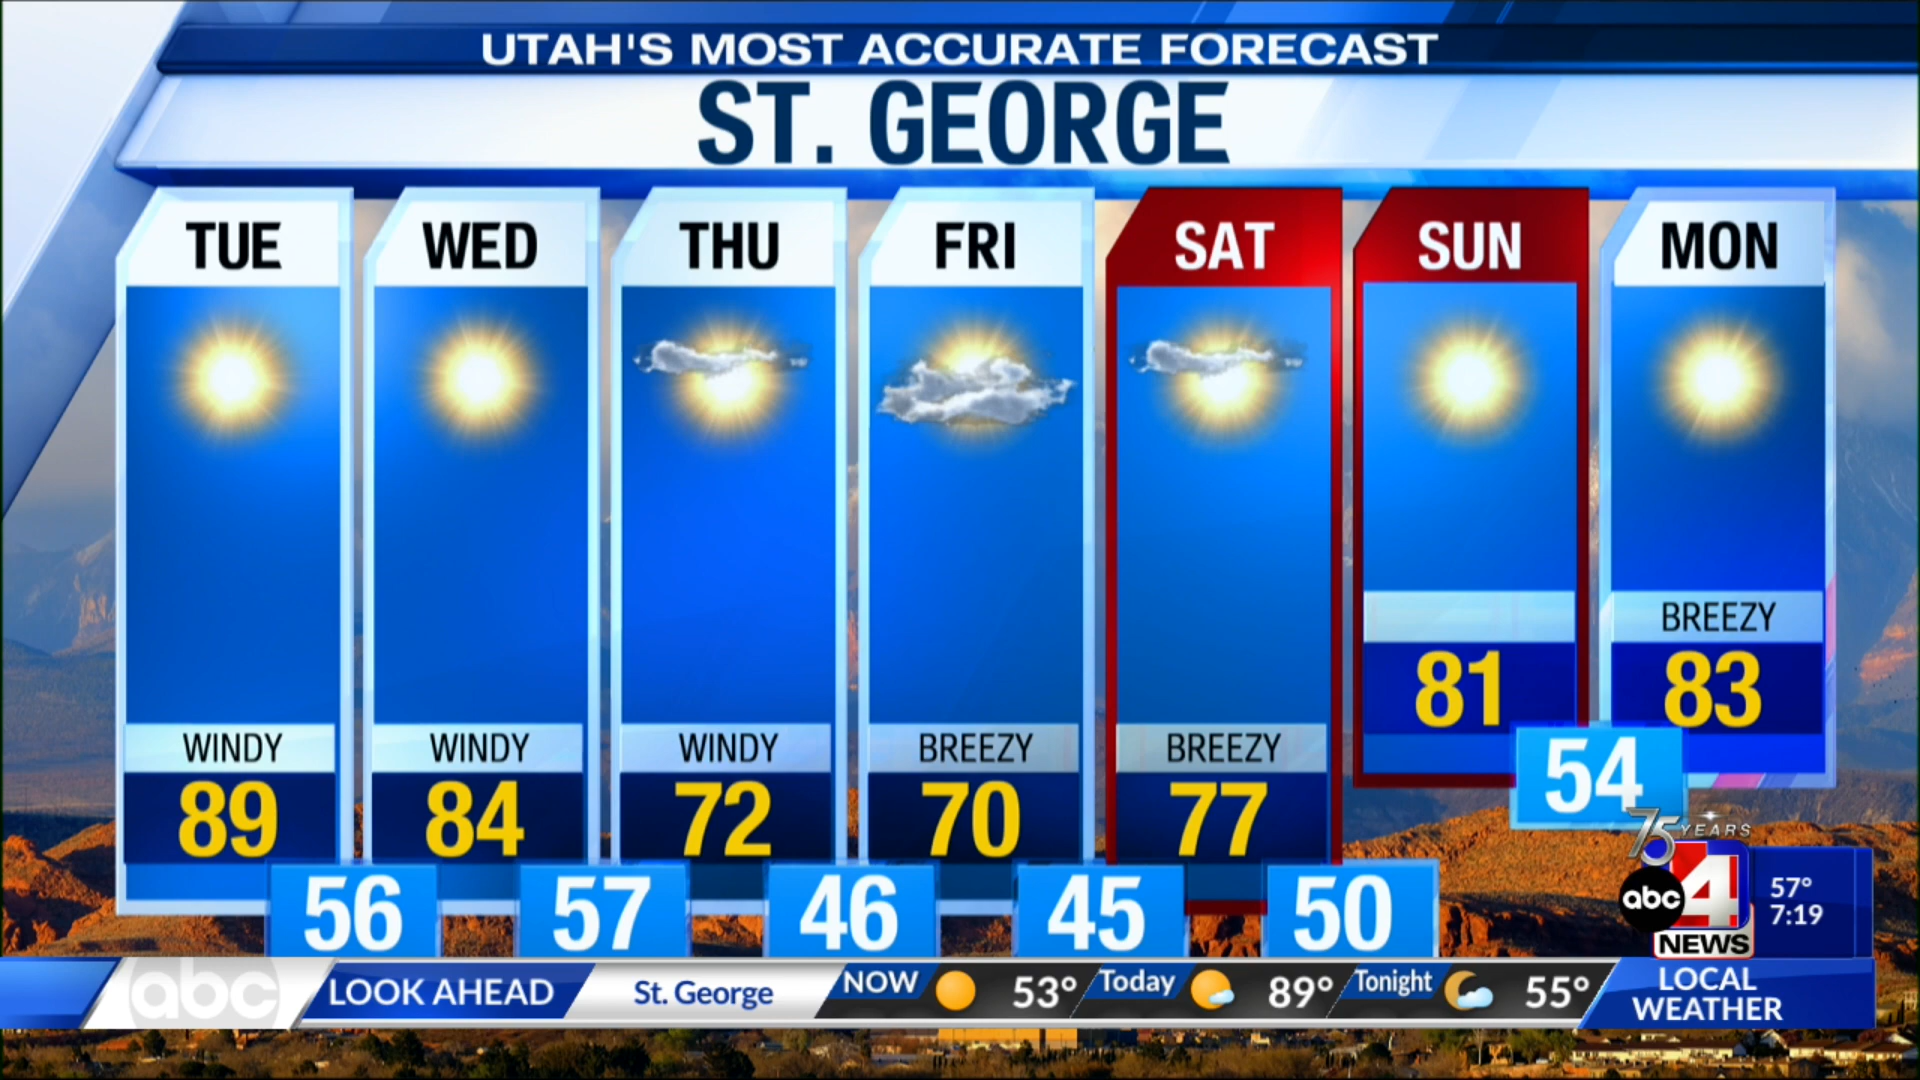 UTAH'S MOST ACCURATE FORECAST
ST. GEORGE
TUE WED THU FRI SAT SUN MON
BREEZY
81 83
WINDY WINDY WINDY BREEZY BREEZY
54
89 84 72 70 77
75 YEARS
56 57 46 45 50
abc 4
NEWS
57°
7:19
abc LOOK AHEAD St. George NOW 53° Today 89° Tonight 55° LOCAL
WEATHER